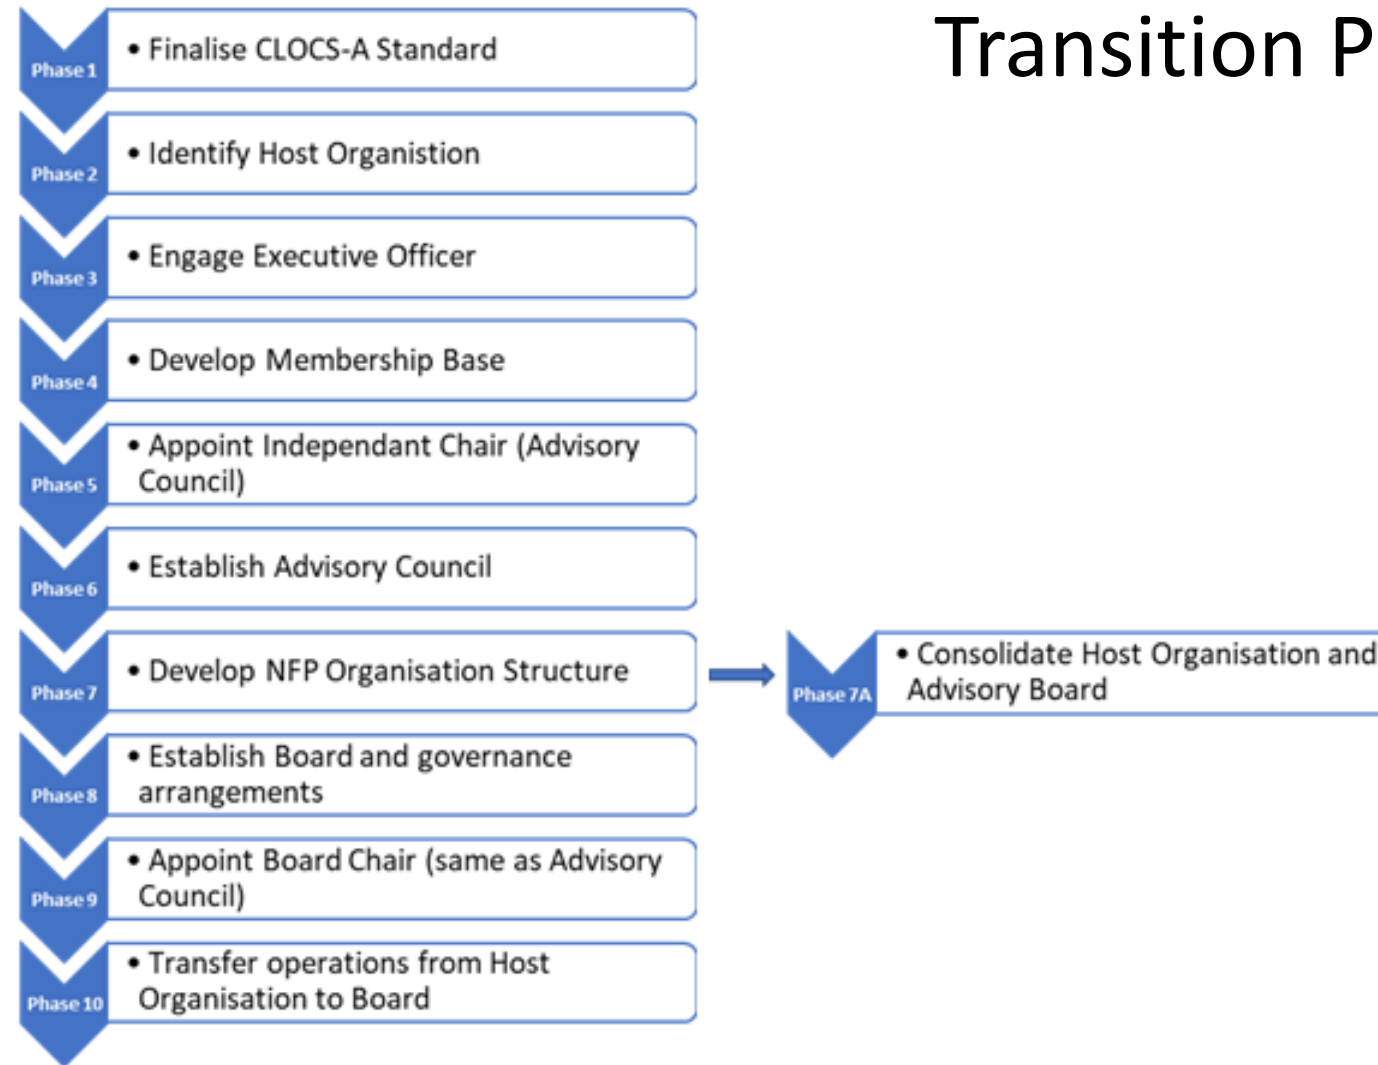 Transition P
Phase 1
• Finalise CLOCS-A Standard
Phase 2
• Identify Host Organistion
Phase 3
• Engage Executive Officer
Phase 4
• Develop Membership Base
Phase 5
• Appoint Independant Chair (Advisory
Council)
Phase 6
• Establish Advisory Council
Phase 7
• Develop NFP Organisation Structure
Phase 7A
• Consolidate Host Organisation and
Advisory Board
Phase 8
• Establish Board and governance
arrangements
Phase 9
• Appoint Board Chair (same as Advisory
Council)
Phase 10
• Transfer operations from Host
Organisation to Board